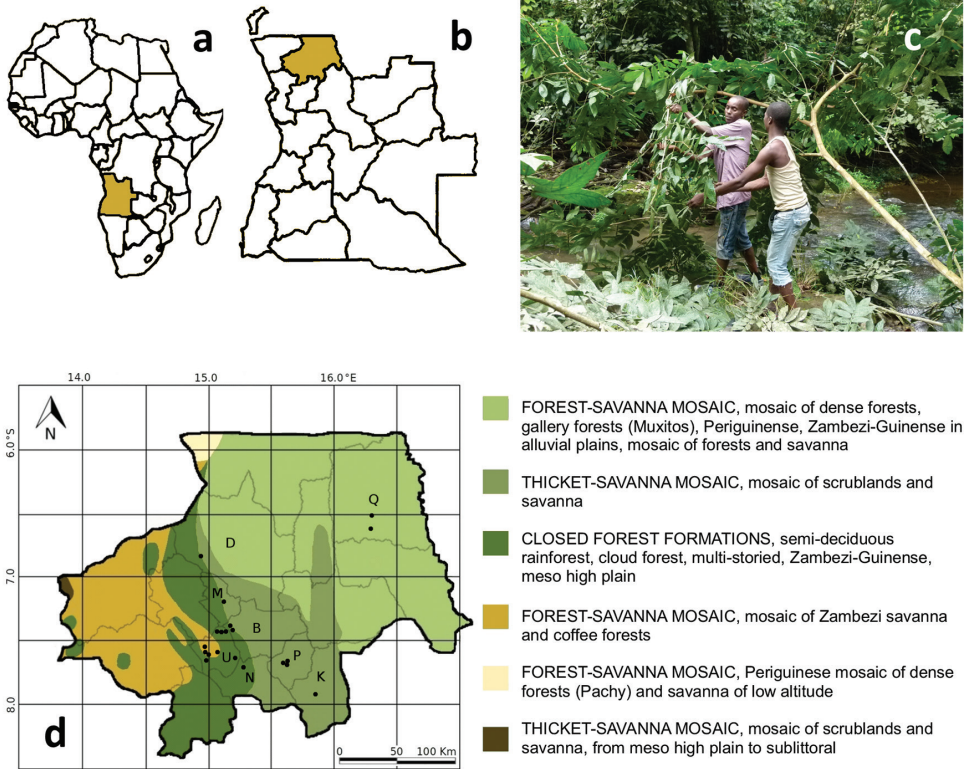 a
b
c
14.0
15.0
16.0°E
6.0°S
7.0
8.0
N
Q
D
M
B
U
P
N
K
d
0 50 100 Km
FOREST-SAVANNA MOSAIC, mosaic of dense forests,
gallery forests (Muxitos), Periguinense, Zambezi-Guinense in
alluvial plains, mosaic of forests and savanna
THICKET-SAVANNA MOSAIC, mosaic of scrublands and
savanna
CLOSED FOREST FORMATIONS, semi-deciduous
rainforest, cloud forest, multi-storied, Zambezi-Guinense,
meso high plain
FOREST-SAVANNA MOSAIC, mosaic of Zambezi savanna
and coffee forests
FOREST-SAVANNA MOSAIC, Periguinese mosaic of dense
forests (Pachy) and savanna of low altitude
THICKET-SAVANNA MOSAIC, mosaic of scrublands and
savanna, from meso high plain to sublittoral